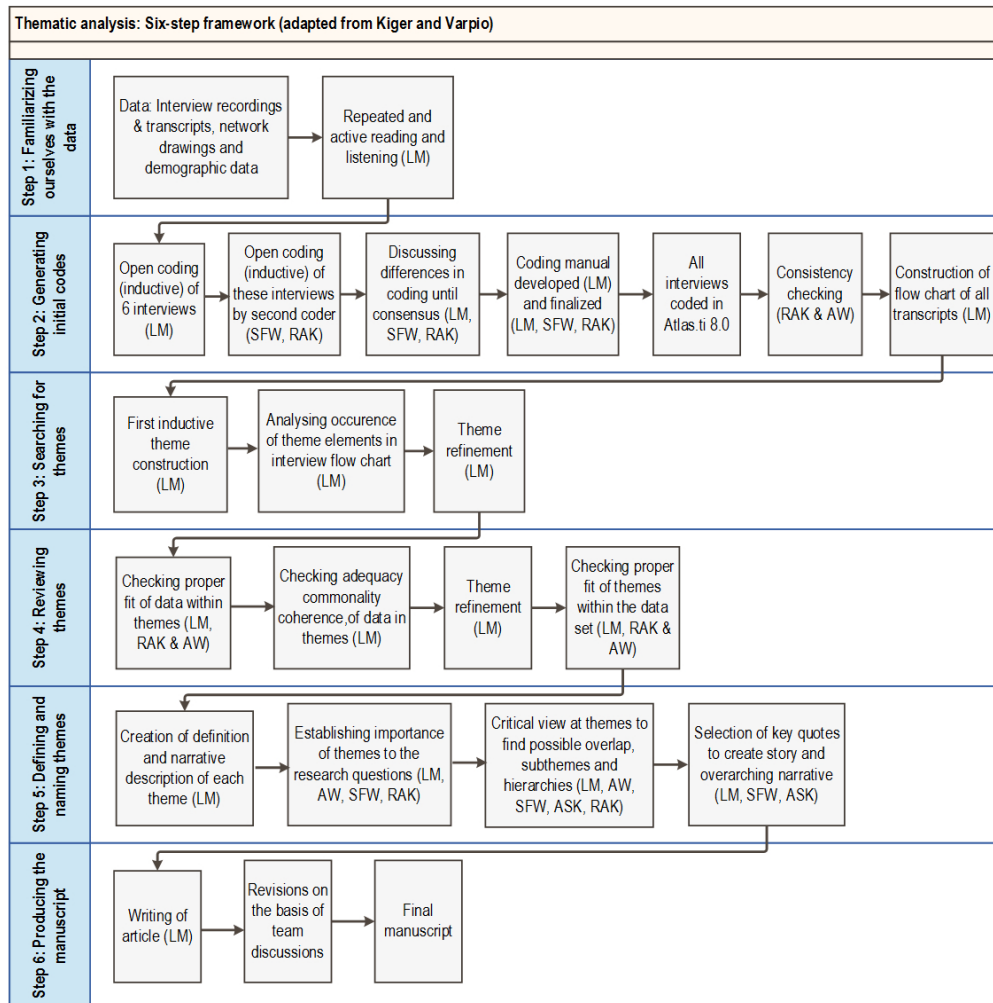 Thematic analysis: Six-step framework (adapted from Kiger and Varpio)
Step 1: Familiarizing
ourselves with the
data
Data: Interview recordings
& transcripts, network
drawings and
demographic data
Repeated and
active reading and
listening (LM)
Step 2: Generating
initial codes
Open coding
(inductive) of
6 interviews
(LM)
Open coding
(inductive) of
these interviews
by second coder
(SFW, RAK)
Discussing
differences in
coding until
consensus (LM,
SFW, RAK)
Coding manual
developed (LM)
and finalized
(LM, SFW, RAK)
All
interviews
coded in
Atlas.ti 8.0
Consistency
checking
(RAK & AW)
Construction of
flow chart of all
transcripts (LM)
Step 3: Searching for
themes
First inductive
theme
construction
(LM)
Analysing occurence
of theme elements in
interview flow chart
(LM)
Theme
refinement
(LM)
Step 4: Reviewing
themes
Checking proper
fit of data within
themes (LM,
RAK & AW)
Checking adequacy
commonality
coherence,of data in
themes (LM)
Theme
refinement
(LM)
Checking proper
fit of themes
within the data
set (LM, RAK &
AW)
Step 5: Defining and
naming themes
Creation of definition
and narrative
description of each
theme (LM)
Establishing importance
of themes to the
research questions (LM,
AW, SFW, RAK)
Critical view at themes to
find possible overlap,
subthemes and
hierarchies (LM, AW,
SFW, ASK, RAK)
Selection of key quotes
to create story and
overarching narrative
(LM, SFW, ASK)
Step 6: Producing the
manuscript
Writing of
article (LM)
Revisions on
the basis of
team
discussions
Final
manuscript